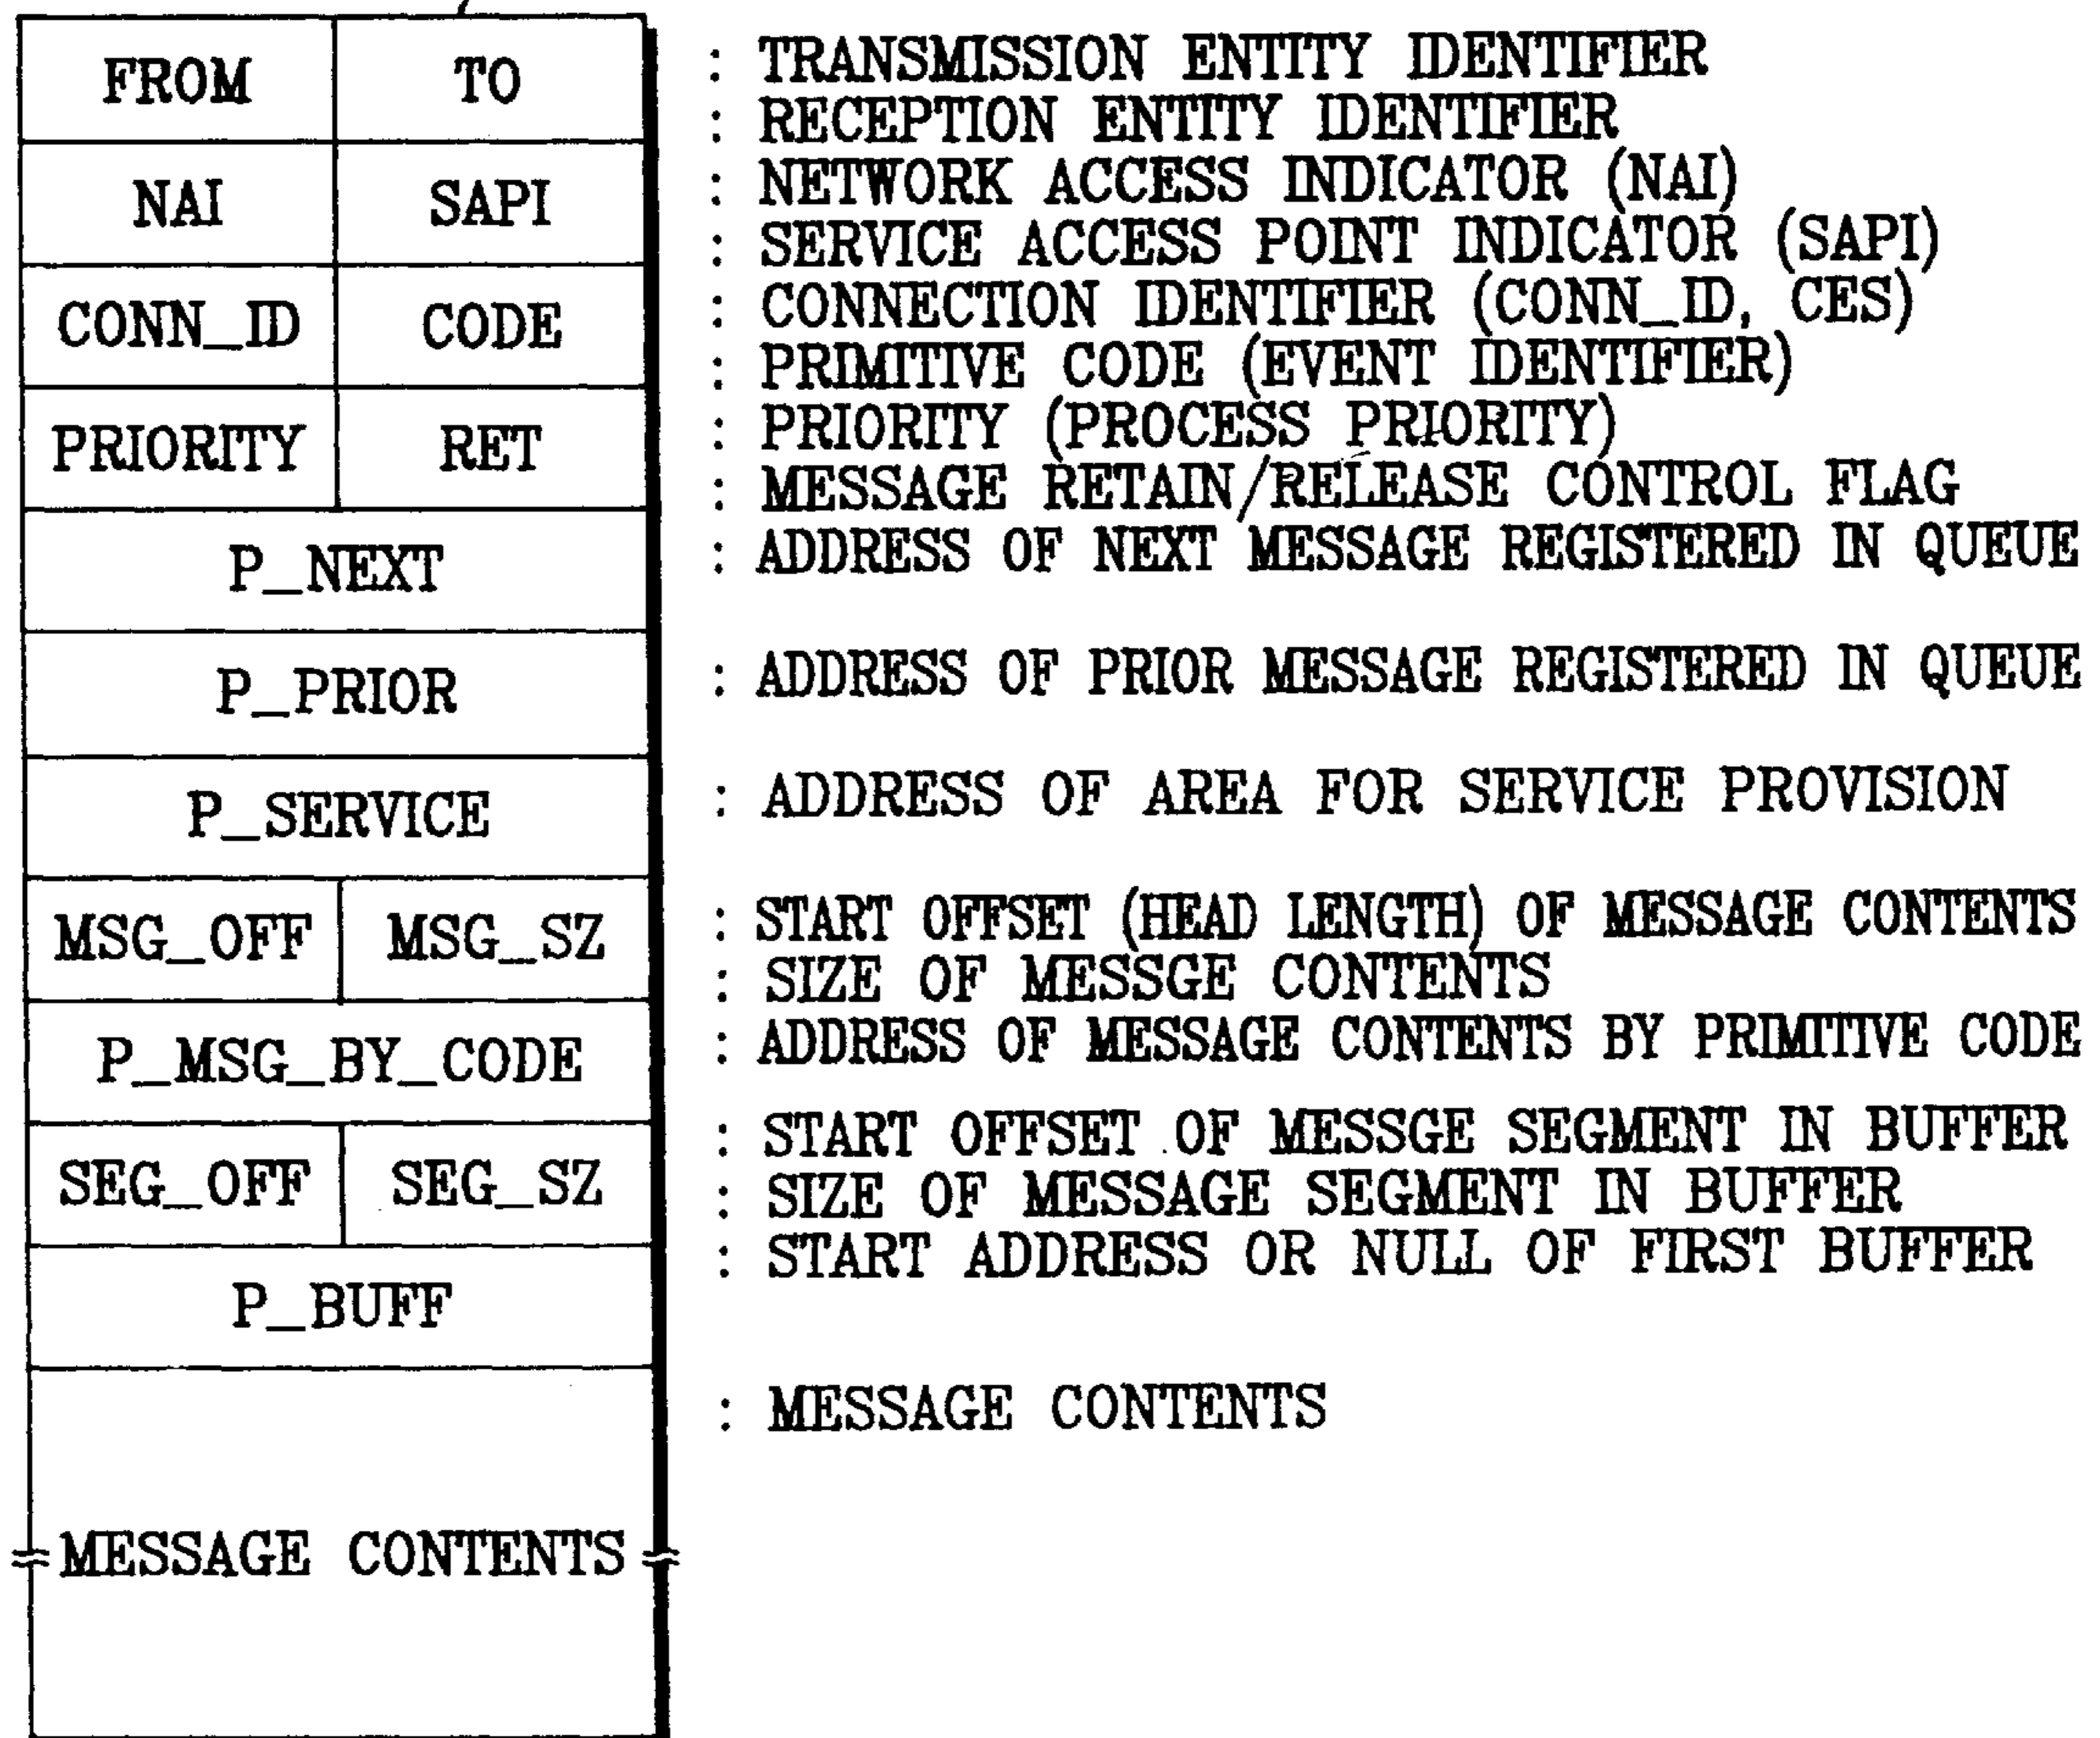 FROM TO : TRANSMISSION ENTITY IDENTIFIER
: RECEPTION ENTITY IDENTIFIER
NAI SAPI : NETWORK ACCESS INDICATOR (NAI)
: SERVICE ACCESS POINT INDICATOR (SAPI)
CONN_ID CODE : CONNECTION IDENTIFIER (CONN_ID, CES)
: PRIMITIVE CODE (EVENT IDENTIFIER)
PRIORITY RET : PRIORITY (PROCESS PRIORITY)
: MESSAGE RETAIN/RELEASE CONTROL FLAG
P_NEXT : ADDRESS OF NEXT MESSAGE REGISTERED IN QUEUE
P_PRIOR : ADDRESS OF PRIOR MESSAGE REGISTERED IN QUEUE
P_SERVICE : ADDRESS OF AREA FOR SERVICE PROVISION
MSG_OFF MSG_SZ : START OFFSET (HEAD LENGTH) OF MESSAGE CONTENTS
: SIZE OF MESSGE CONTENTS
P_MSG_BY_CODE : ADDRESS OF MESSAGE CONTENTS BY PRIMITIVE CODE
SEG_OFF SEG_SZ : START OFFSET OF MESSGE SEGMENT IN BUFFER
: SIZE OF MESSAGE SEGMENT IN BUFFER
P_BUFF : START ADDRESS OR NULL OF FIRST BUFFER
: MESSAGE CONTENTS
MESSAGE CONTENTS